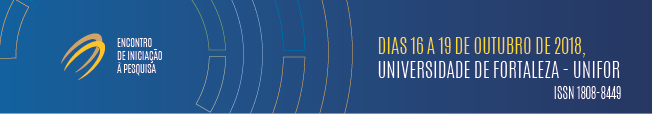 ENCONTRO
DE INICIAÇÃO
À PESQUISA
DIAS 16 A 19 DE OUTUBRO DE 2018,
UNIVERSIDADE DE FORTALEZA - UNIFOR
ISSN 1808-8449